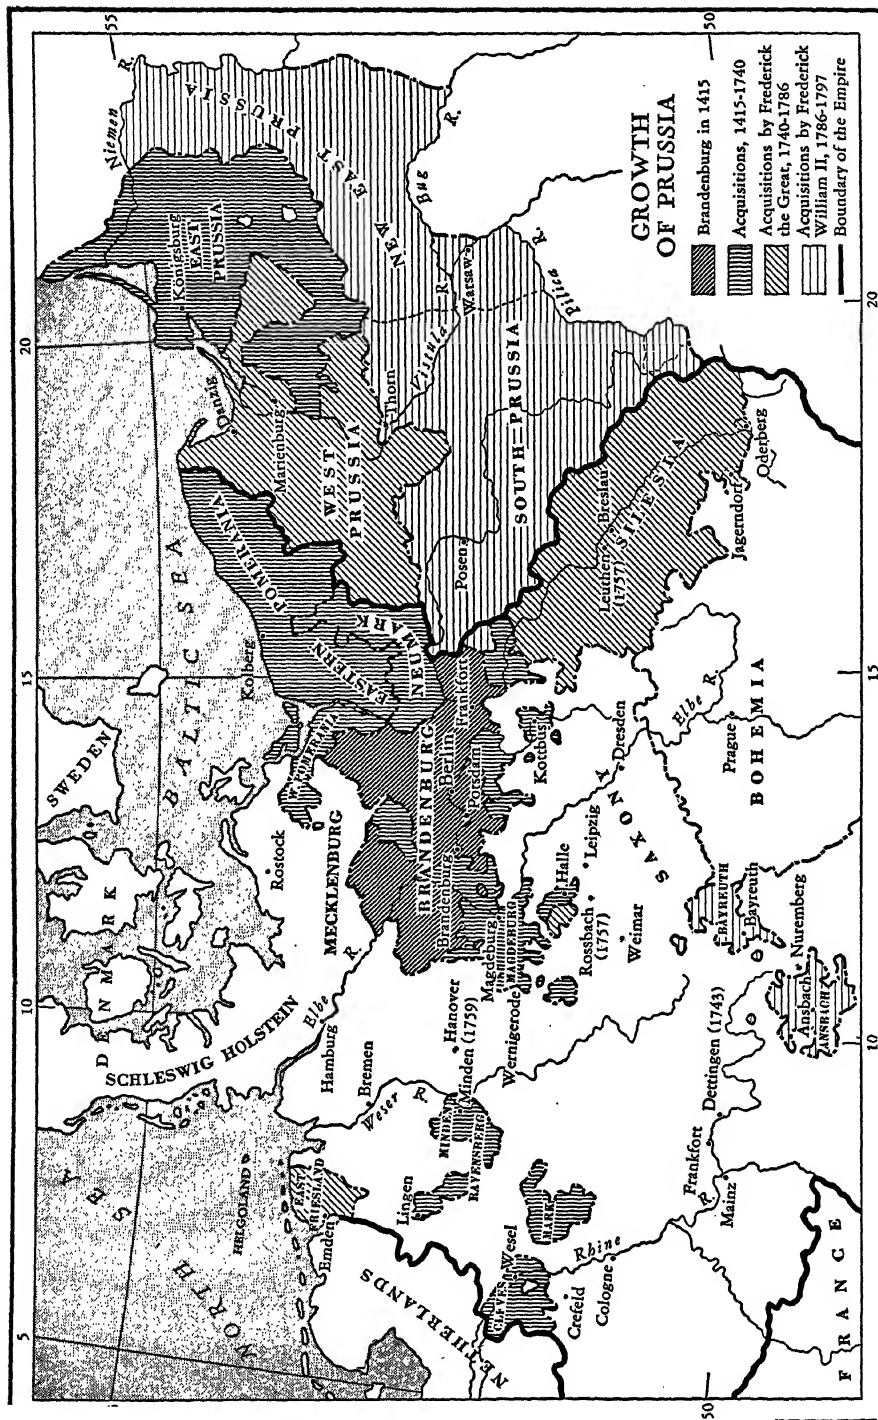 GROWTH
OF PRUSSIA
Brandenburg in 1415
Acquisitions, 1415-1740
Acquisitions by Frederick
the Great, 1740-1786
Acquisitions by Frederick
William II, 1786-1797
Boundary of the Empire
5
10
15
20
55
50
10
15
20
50
NORTH
SEA
BALTIC SEA
DENMARK
SWEDEN
SCHLESWIG HOLSTEIN
HELGOLAND
EAST
FRIESLAND
Emden
NETHERLANDS
Hamburg
Elbe R.
Bremen
Weser R.
Hanover
Minden (1759)
MINDEN
RAVENSBERG
Lingen
CLEVES
Wesel
MARK
Crefeld
Cologne
Rhine R.
Frankfort
Mainz
Dettingen (1743)
FRANCE
Rostock
MECKLENBURG
W. POMERANIA
BRANDENBURG
Brandenburg
Berlin
Potsdam
Frankfort
Magdeburg
MAGDEBURG
Wernigerode
Halle
Leipzig
Rossbach
(1757)
Weimar
SAXONY
Kottbus
Dresden
Elbe R.
Prague
BOHEMIA
BAYREUTH
Bayreuth
Nuremberg
Ansbach
ANSBACH
Kolberg
EASTERN POMERANIA
NEUMARK
Danzig
Marienburg
WEST
PRUSSIA
Thorn
Königsburg
EAST
PRUSSIA
Niemen R.
NEW EAST PRUSSIA
Bug R.
Vistula R.
Warsaw
Pilica R.
Posen
SOUTH PRUSSIA
Leuthen
(1757)
Breslau
SILESIA
Jagerndorf
Oderberg